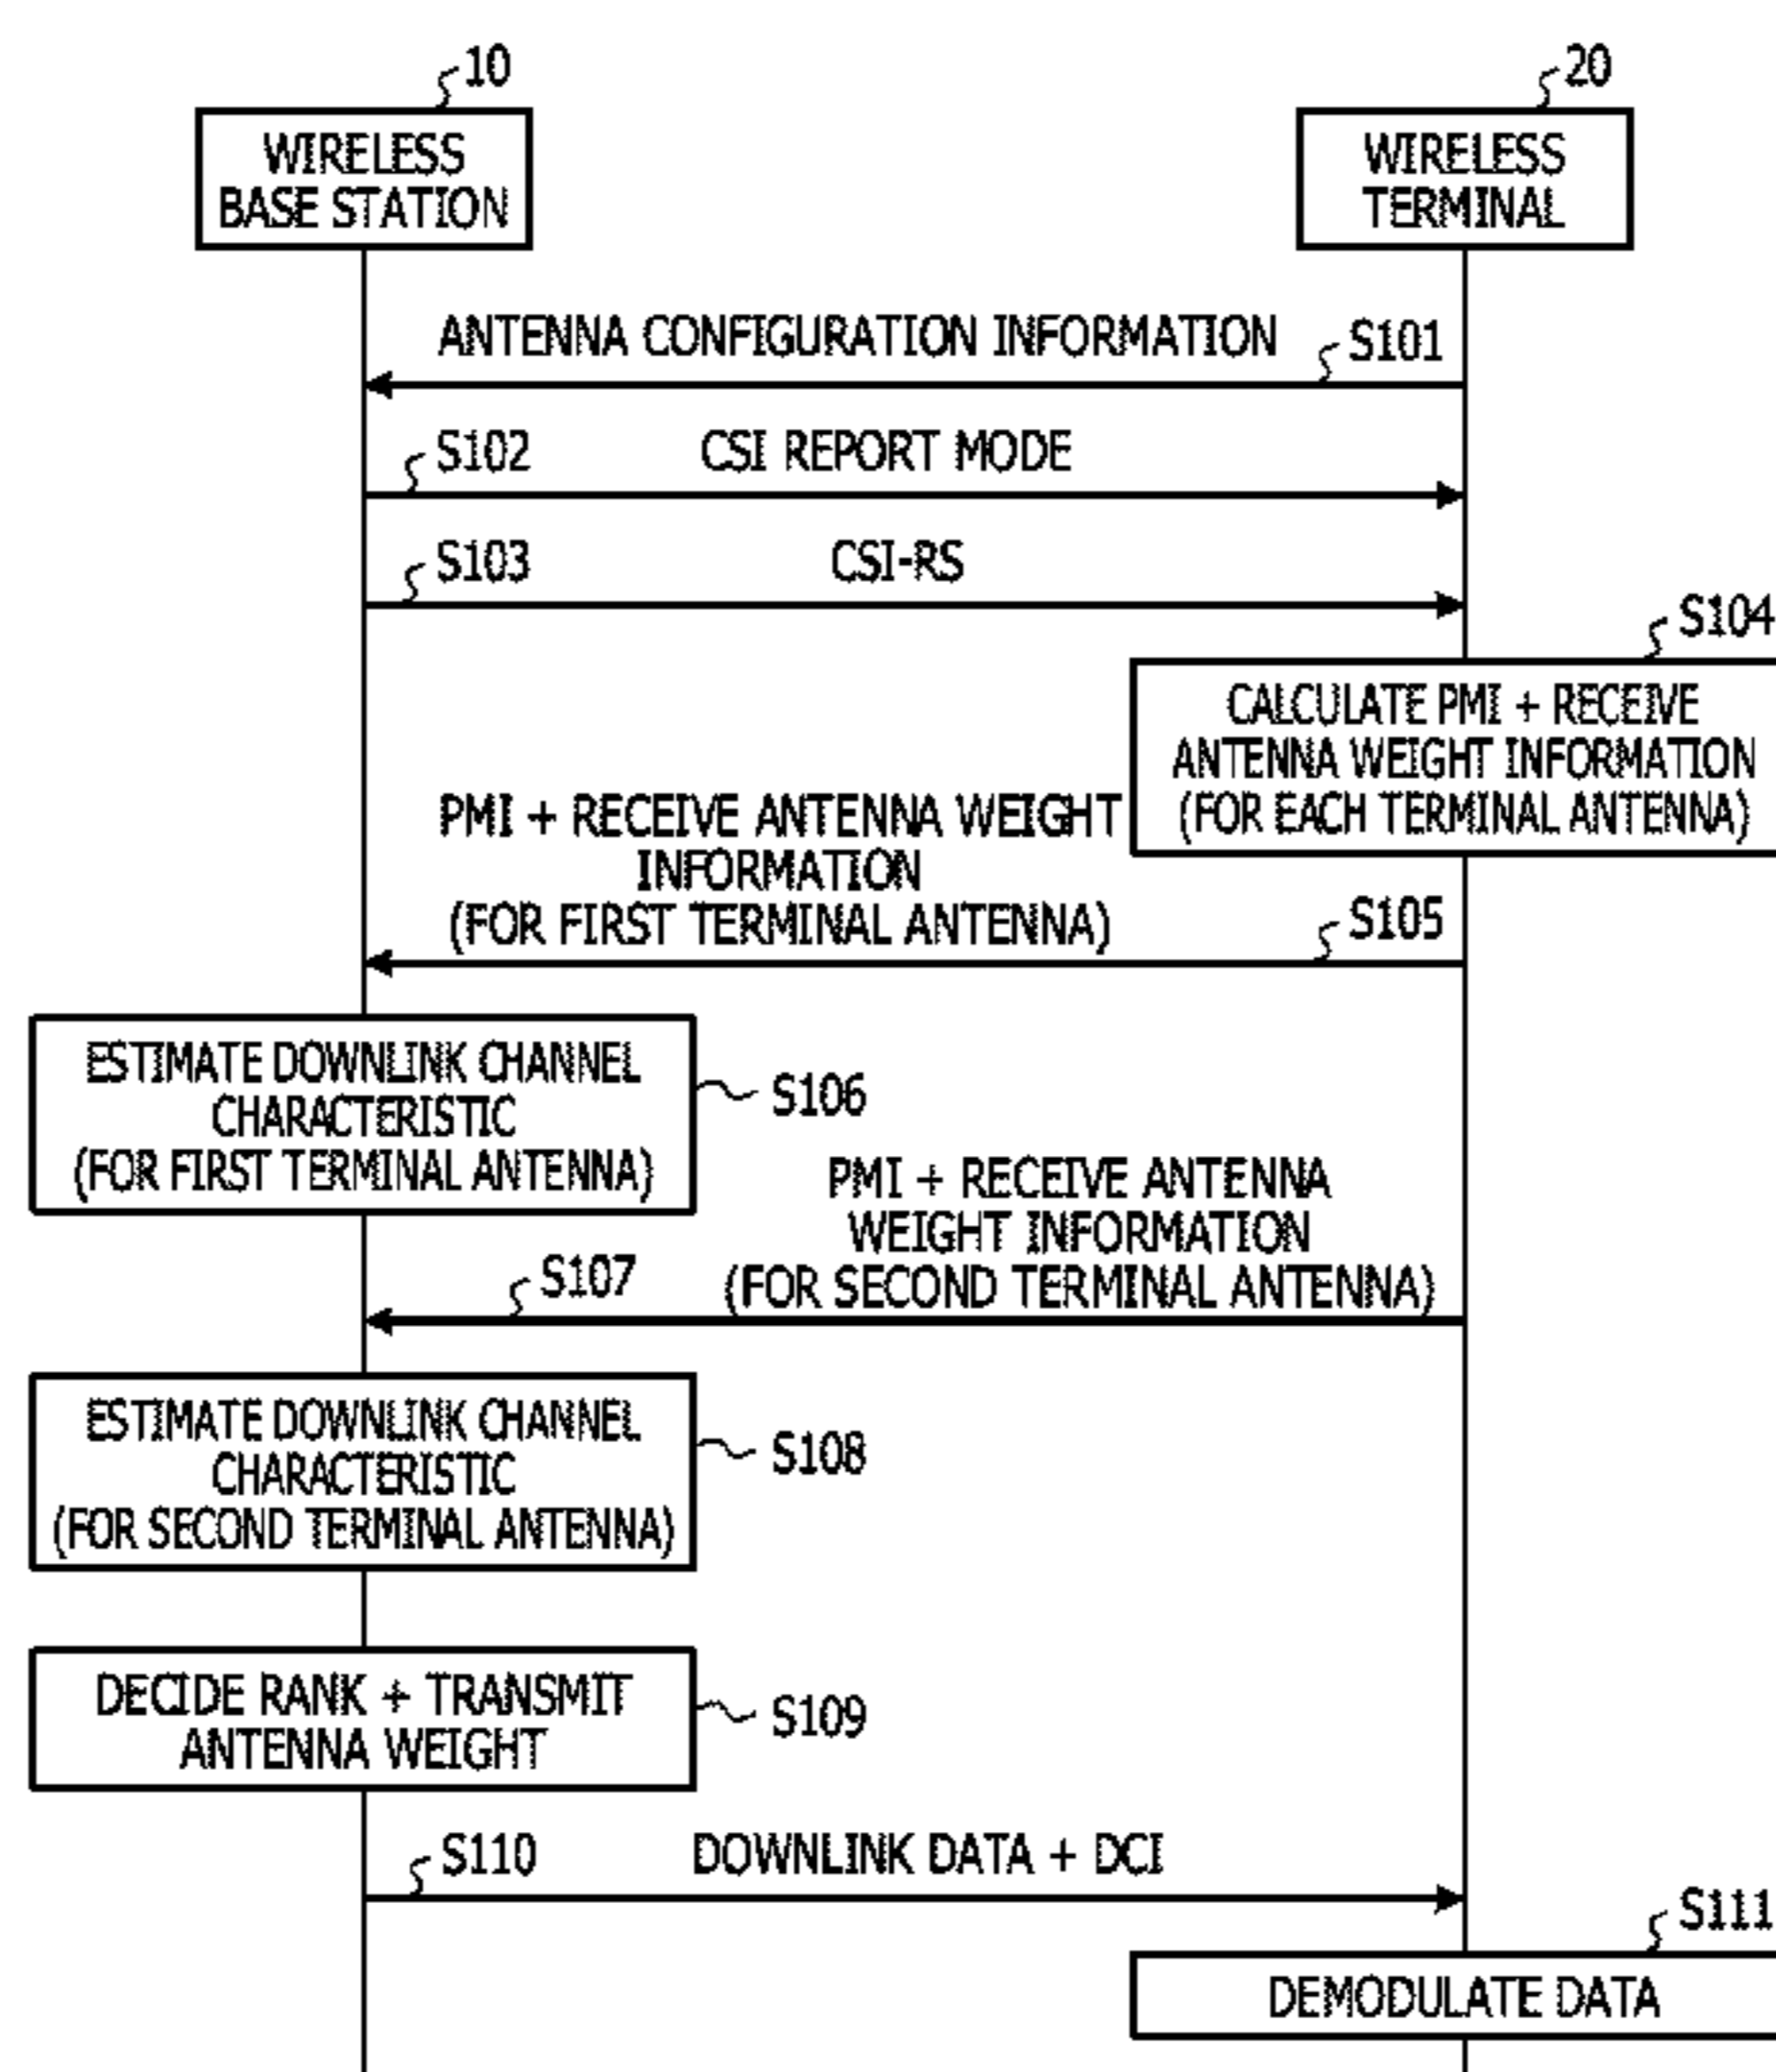 10
20
WIRELESS
BASE STATION
WIRELESS
TERMINAL
ANTENNA CONFIGURATION INFORMATION
S101
S102
CSI REPORT MODE
S103
CSI-RS
S104
CALCULATE PMI + RECEIVE
ANTENNA WEIGHT INFORMATION
(FOR EACH TERMINAL ANTENNA)
PMI + RECEIVE ANTENNA WEIGHT
INFORMATION
(FOR FIRST TERMINAL ANTENNA)
S105
ESTIMATE DOWNLINK CHANNEL
CHARACTERISTIC
(FOR FIRST TERMINAL ANTENNA)
S106
PMI + RECEIVE ANTENNA
WEIGHT INFORMATION
(FOR SECOND TERMINAL ANTENNA)
S107
ESTIMATE DOWNLINK CHANNEL
CHARACTERISTIC
(FOR SECOND TERMINAL ANTENNA)
S108
DECIDE RANK + TRANSMIT
ANTENNA WEIGHT
S109
S110
DOWNLINK DATA + DCI
S111
DEMODULATE DATA